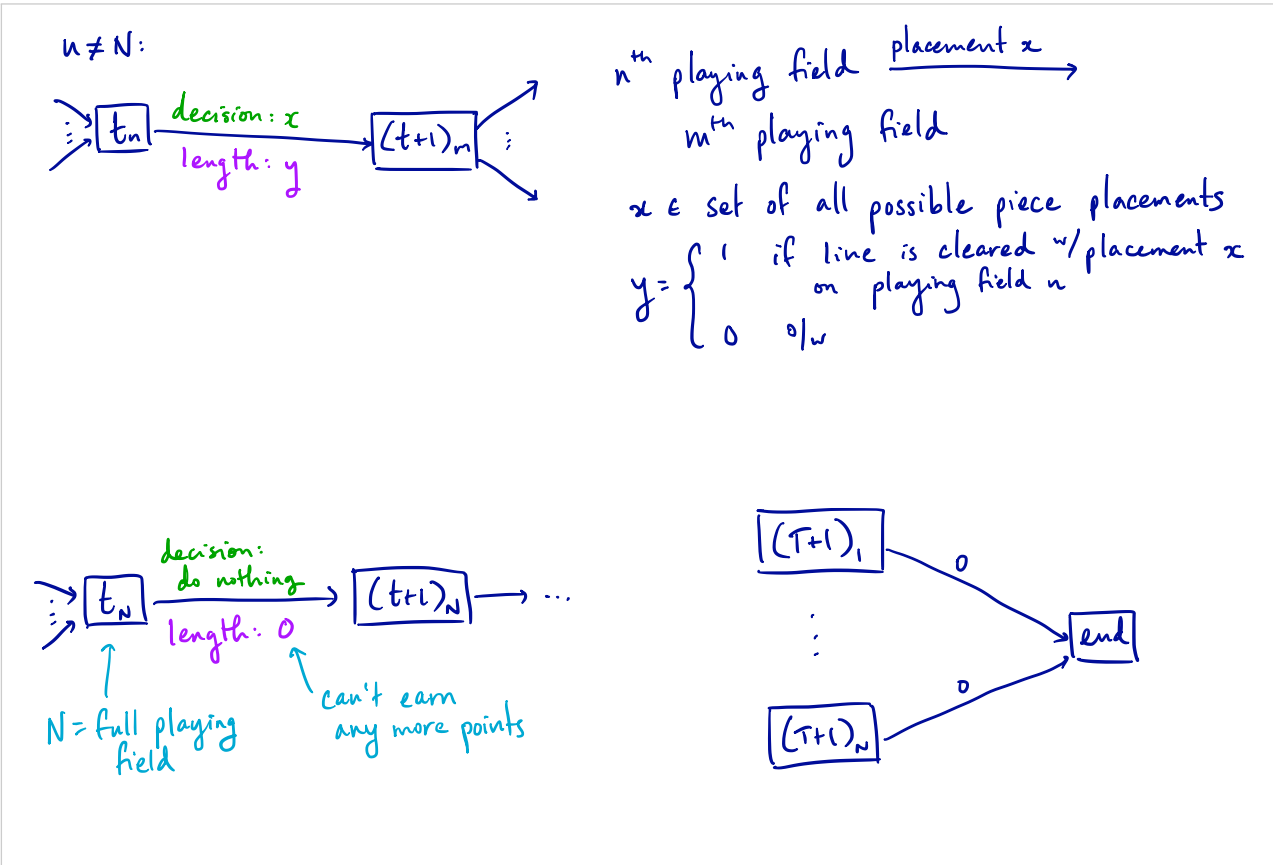 n ≠ N:
t_n
decision: x
length: y
(t+1)_m
n^th playing field placement x
m^th playing field
x ∈ set of all possible piece placements
y = { 1 if line is cleared w/ placement x
on playing field n
0 o/w
t_N
decision:
do nothing
length: 0
(t+1)_N ...
N = full playing
field
can't earn
any more points
(T+1)_1
0
⋮
end
0
(T+1)_N